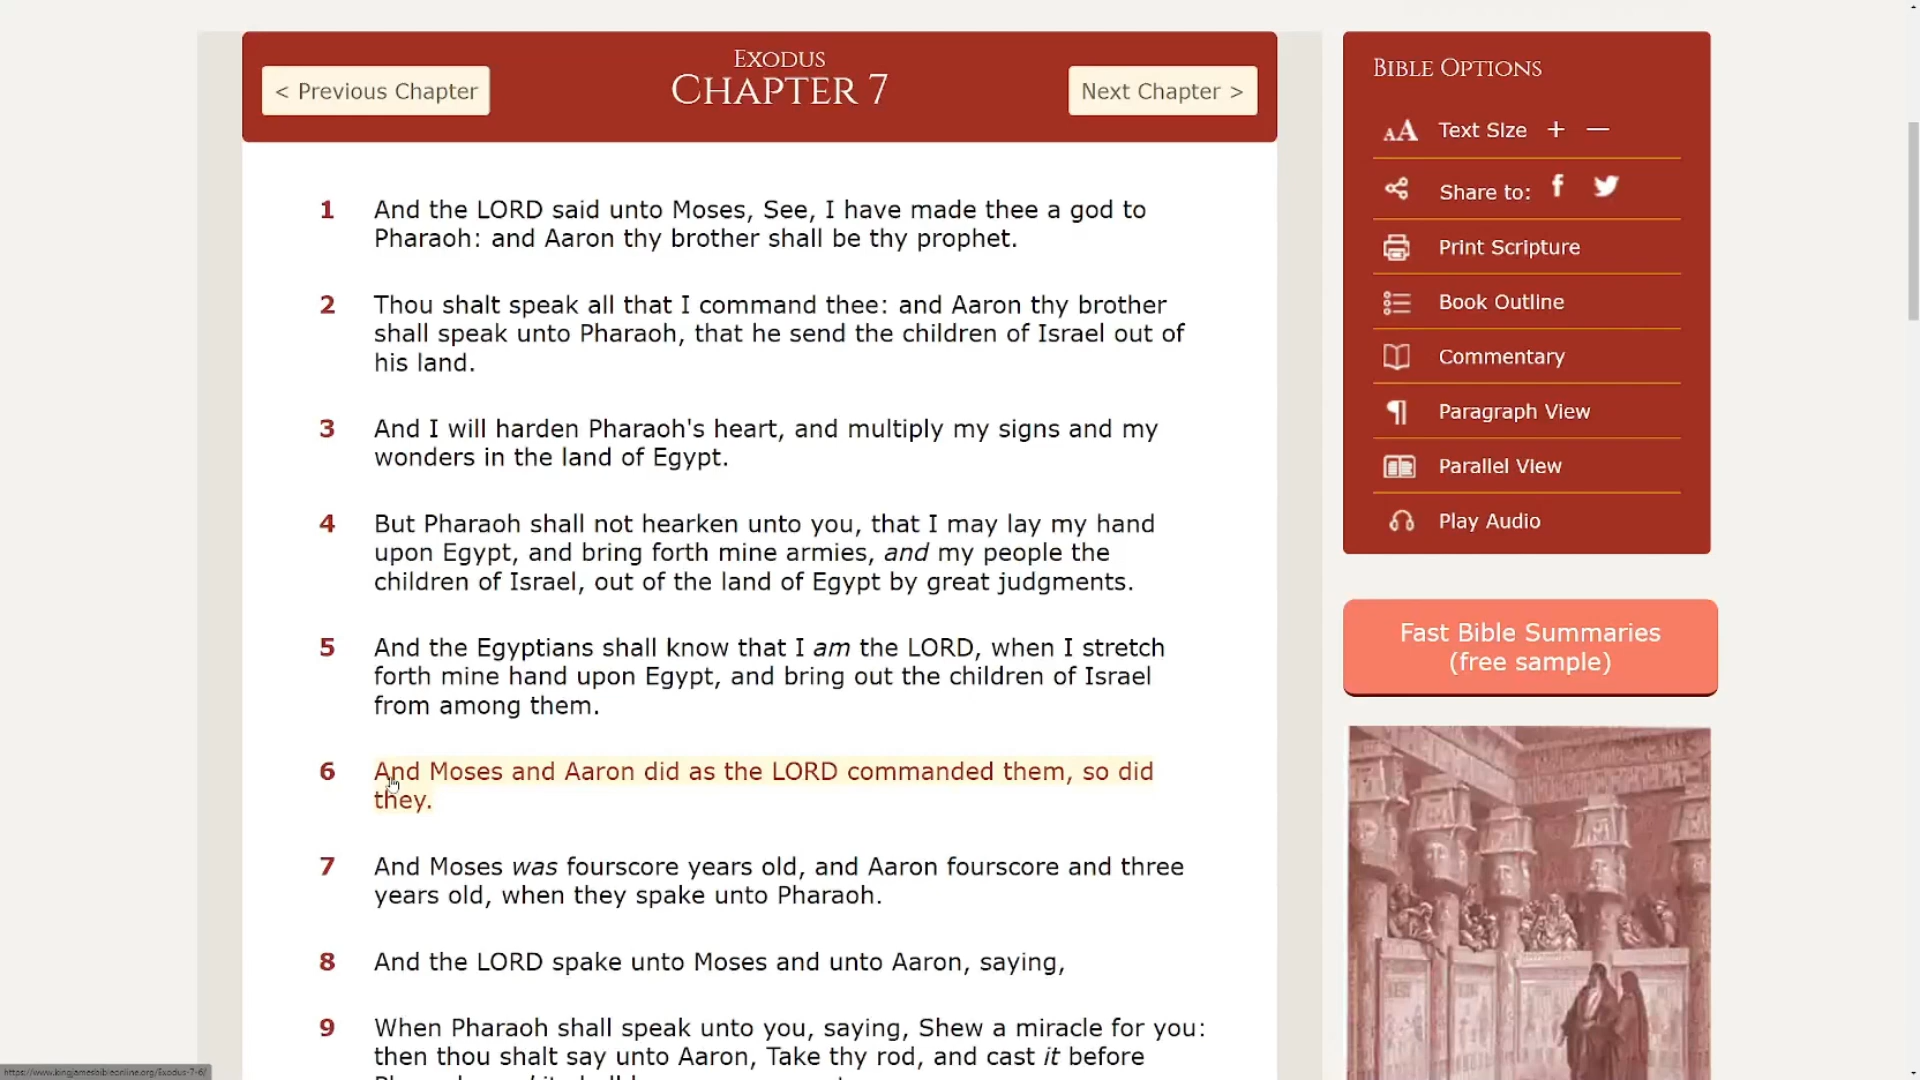 Exodus
Chapter 7
< Previous Chapter
Next Chapter >
1 And the LORD said unto Moses, See, I have made thee a god to
Pharaoh: and Aaron thy brother shall be thy prophet.
2 Thou shalt speak all that I command thee: and Aaron thy brother
shall speak unto Pharaoh, that he send the children of Israel out of
his land.
3 And I will harden Pharaoh's heart, and multiply my signs and my
wonders in the land of Egypt.
4 But Pharaoh shall not hearken unto you, that I may lay my hand
upon Egypt, and bring forth mine armies, and my people the
children of Israel, out of the land of Egypt by great judgments.
5 And the Egyptians shall know that I am the LORD, when I stretch
forth mine hand upon Egypt, and bring out the children of Israel
from among them.
6 And Moses and Aaron did as the LORD commanded them, so did
they.
7 And Moses was fourscore years old, and Aaron fourscore and three
years old, when they spake unto Pharaoh.
8 And the LORD spake unto Moses and unto Aaron, saying,
9 When Pharaoh shall speak unto you, saying, Shew a miracle for you:
then thou shalt say unto Aaron, Take thy rod, and cast it before
Bible Options
AA Text Size + —
Share to: f
Print Scripture
Book Outline
Commentary
Paragraph View
Parallel View
Play Audio
Fast Bible Summaries
(free sample)
https://www.kingjamesbibleonline.org/Exodus-7-6/